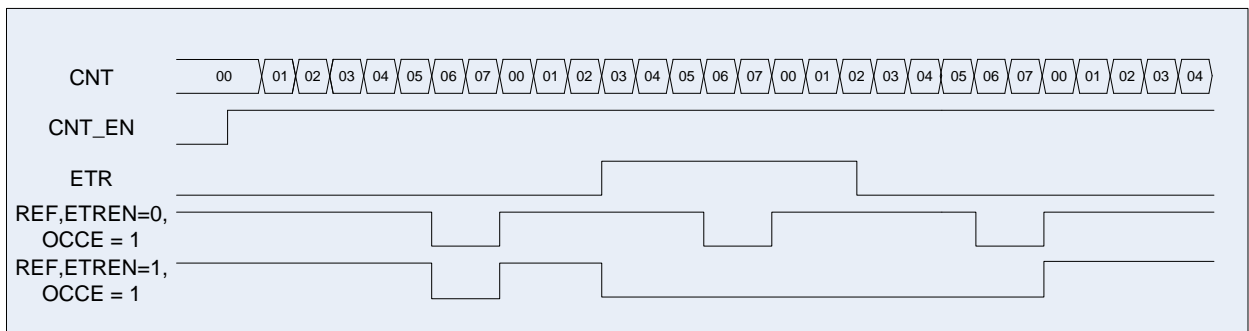 CNT 00 01 02 03 04 05 06 07 00 01 02 03 04 05 06 07 00 01 02 03 04 05 06 07 00 01 02 03 04
CNT_EN
ETR
REF,ETREN=0,
OCCE = 1
REF,ETREN=1,
OCCE = 1